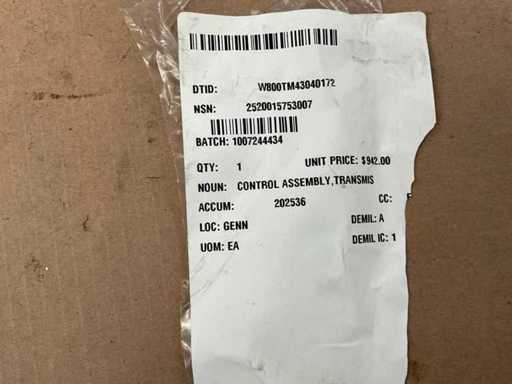 DTID: W800TM43040172
NSN: 2520015753007
BATCH: 1007244434
QTY: 1 UNIT PRICE: $942.00
NOUN: CONTROL ASSEMBLY,TRANSMIS
ACCUM: 202536 CC:
LOC: GENN DEMIL: A
UOM: EA DEMIL IC: 1